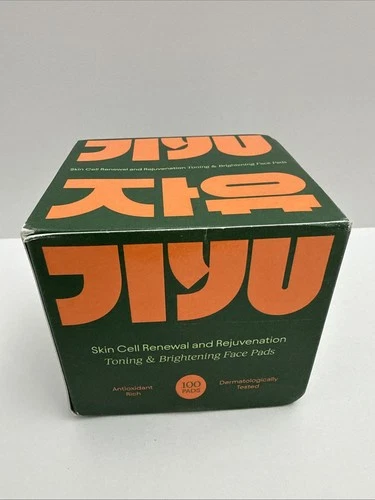 JIYU
Skin Cell Renewal and Rejuvenation Toning & Brightening Face Pads
자유
JIYU
Skin Cell Renewal and Rejuvenation
Toning & Brightening Face Pads
Antioxidant
Rich
100
PADS
Dermatologically
Tested